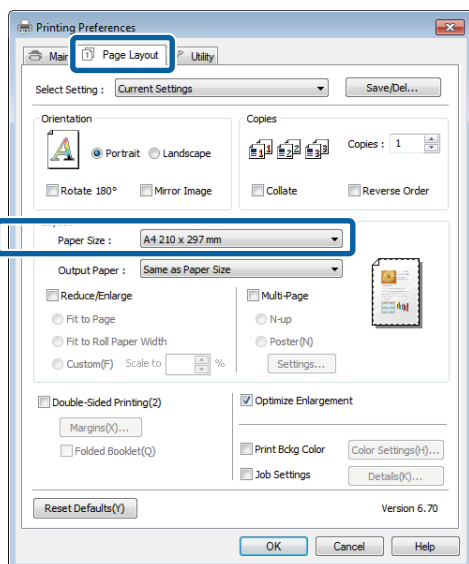 Printing Preferences
Main Page Layout Utility
Select Setting : Current Settings Save/Del...
Orientation Copies
Portrait Landscape Copies : 1
Rotate 180° Mirror Image Collate Reverse Order
Paper Size : A4 210 x 297 mm
Output Paper : Same as Paper Size
Reduce/Enlarge Multi-Page
Fit to Page N-up
Fit to Roll Paper Width Poster(N)
Custom(F) Scale to % Settings...
Double-Sided Printing(2) Optimize Enlargement
Margins(X)...
Folded Booklet(Q) Print Bckg Color Color Settings(H)...
Job Settings Details(K)...
Reset Defaults(Y) Version 6.70
OK Cancel Help